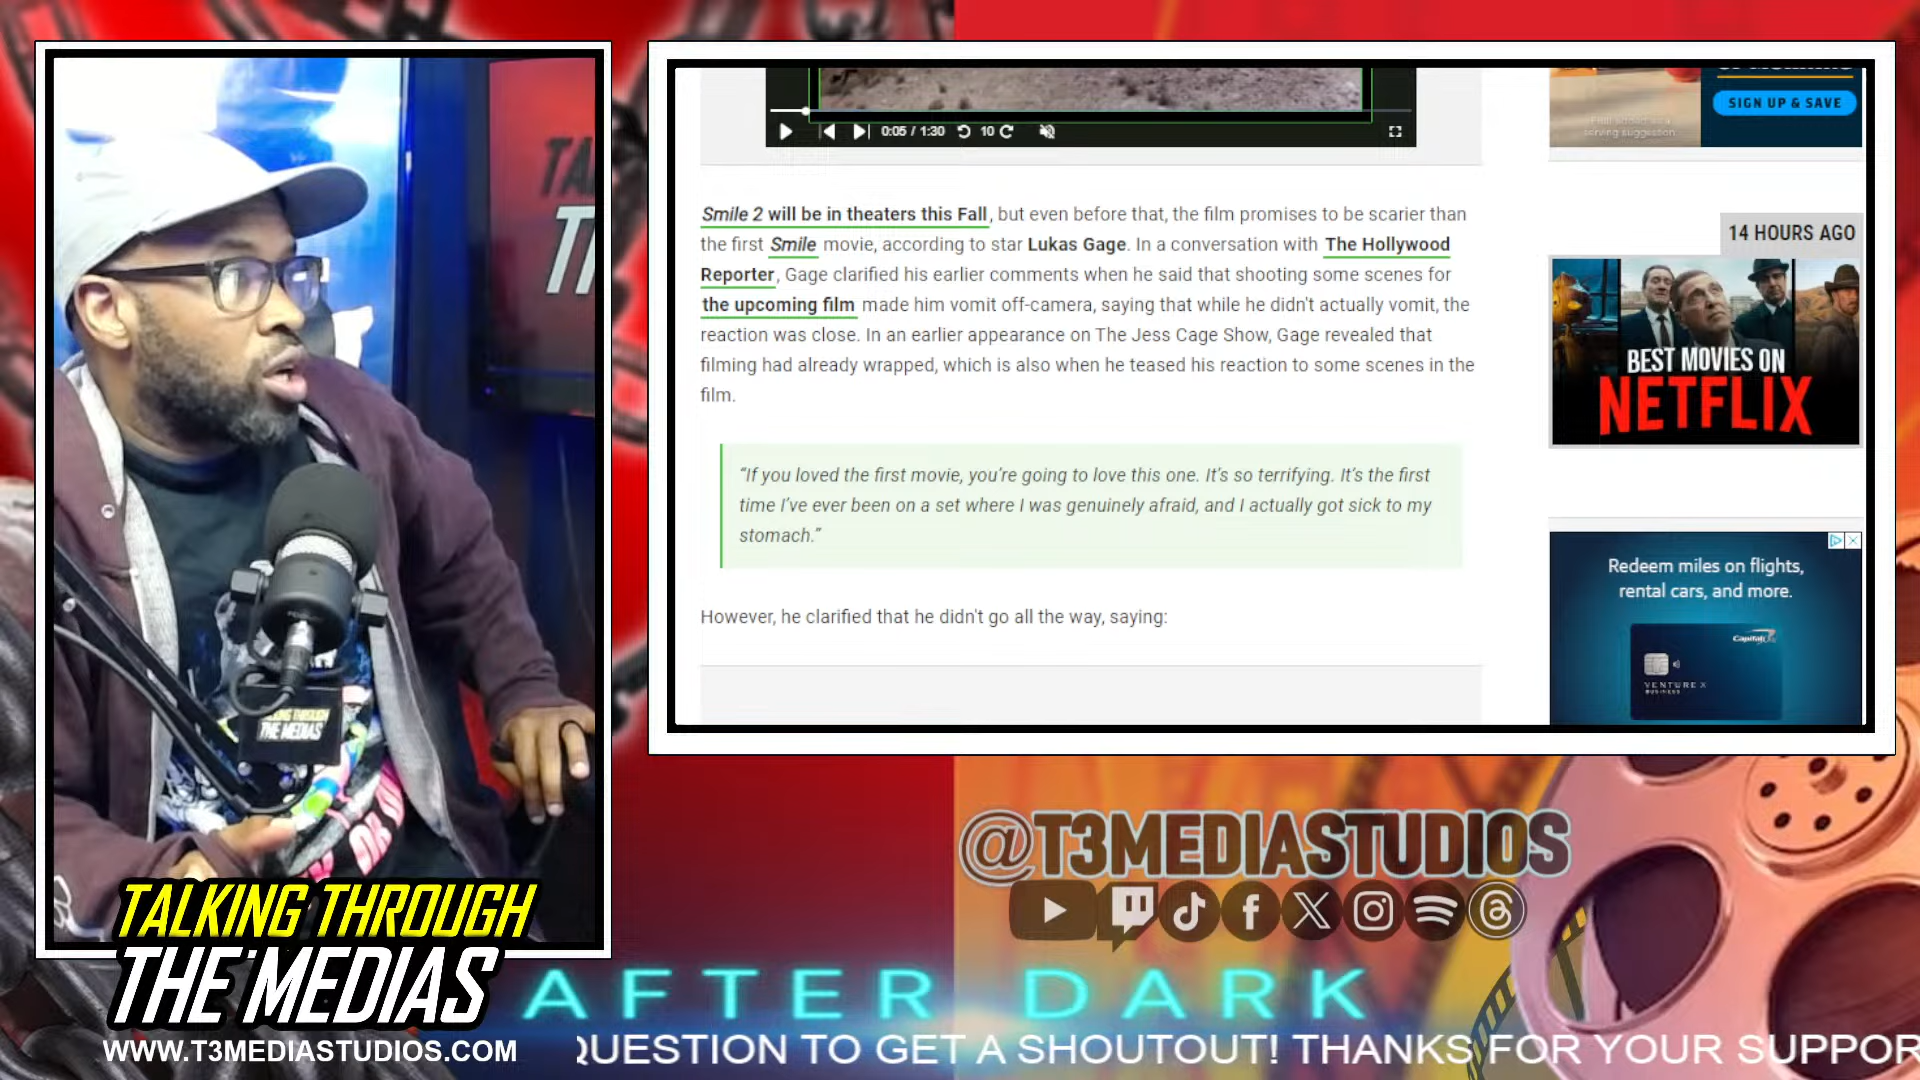 SIGN UP & SAVE
0:05 / 1:30
10
Smile 2 will be in theaters this Fall, but even before that, the film promises to be scarier than
the first Smile movie, according to star Lukas Gage. In a conversation with The Hollywood
Reporter, Gage clarified his earlier comments when he said that shooting some scenes for
the upcoming film made him vomit off-camera, saying that while he didn't actually vomit, the
reaction was close. In an earlier appearance on The Jess Cage Show, Gage revealed that
filming had already wrapped, which is also when he teased his reaction to some scenes in the
film.
“If you loved the first movie, you’re going to love this one. It’s so terrifying. It’s the first
time I’ve ever been on a set where I was genuinely afraid, and I actually got sick to my
stomach.”
However, he clarified that he didn't go all the way, saying:
14 HOURS AGO
BEST MOVIES ON
NETFLIX
Redeem miles on flights,
rental cars, and more.
Capital
VENTURE X
BUSINESS
TALKING THROUGH
THE MEDIAS
@T3MEDIASTUDIOS
TALKING THROUGH
THE MEDIAS
AFTER DARK
WWW.T3MEDIASTUDIOS.COM
QUESTION TO GET A SHOUTOUT! THANKS FOR YOUR SUPPOR